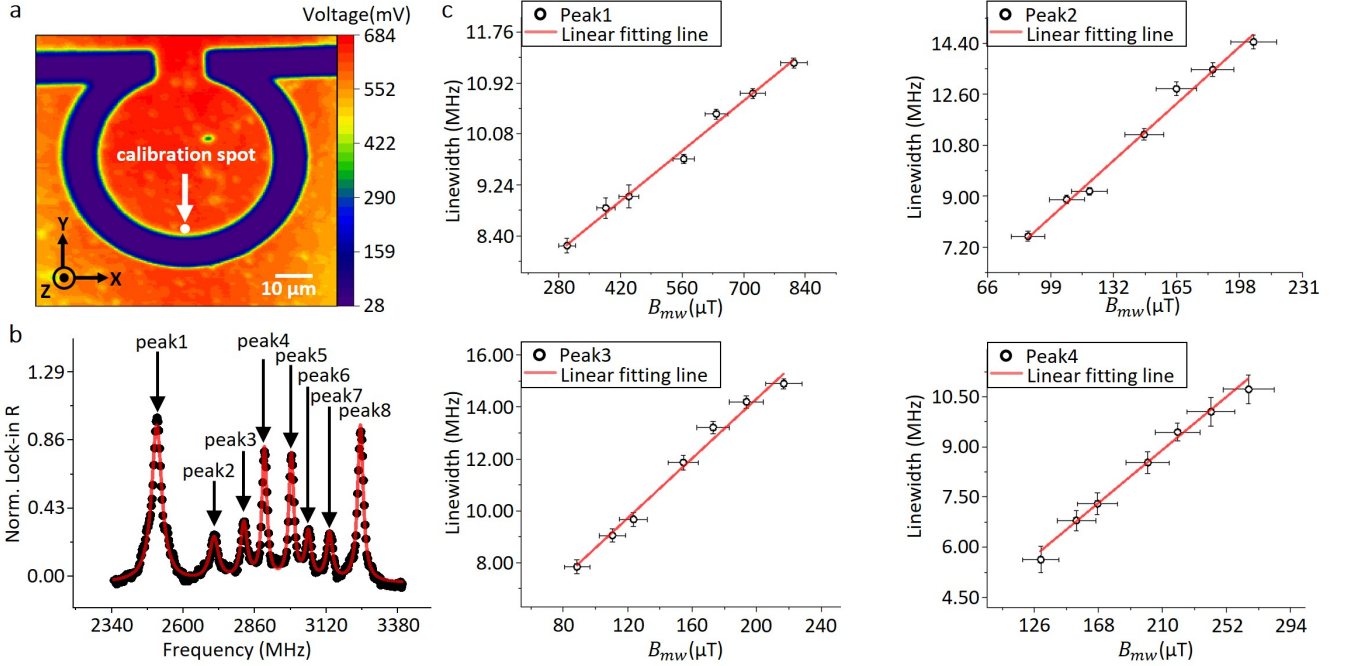 a
Voltage(mV)
684
552
422
290
159
28
calibration spot
Y
X
Z
10 μm
b
peak1
peak2
peak3
peak4
peak5
peak6
peak7
peak8
1.29
0.86
0.43
0.00
Norm. Lock-in R
2340 2600 2860 3120 3380
Frequency (MHz)
c
Peak1
Linear fitting line
11.76
10.92
10.08
9.24
8.40
Linewidth (MHz)
280 420 560 700 840
Bmw(μT)
Peak2
Linear fitting line
14.40
12.60
10.80
9.00
7.20
Linewidth (MHz)
66 99 132 165 198 231
Bmw(μT)
Peak3
Linear fitting line
16.00
14.00
12.00
10.00
8.00
Linewidth (MHz)
80 120 160 200 240
Bmw(μT)
Peak4
Linear fitting line
10.50
9.00
7.50
6.00
4.50
Linewidth (MHz)
126 168 210 252 294
Bmw(μT)